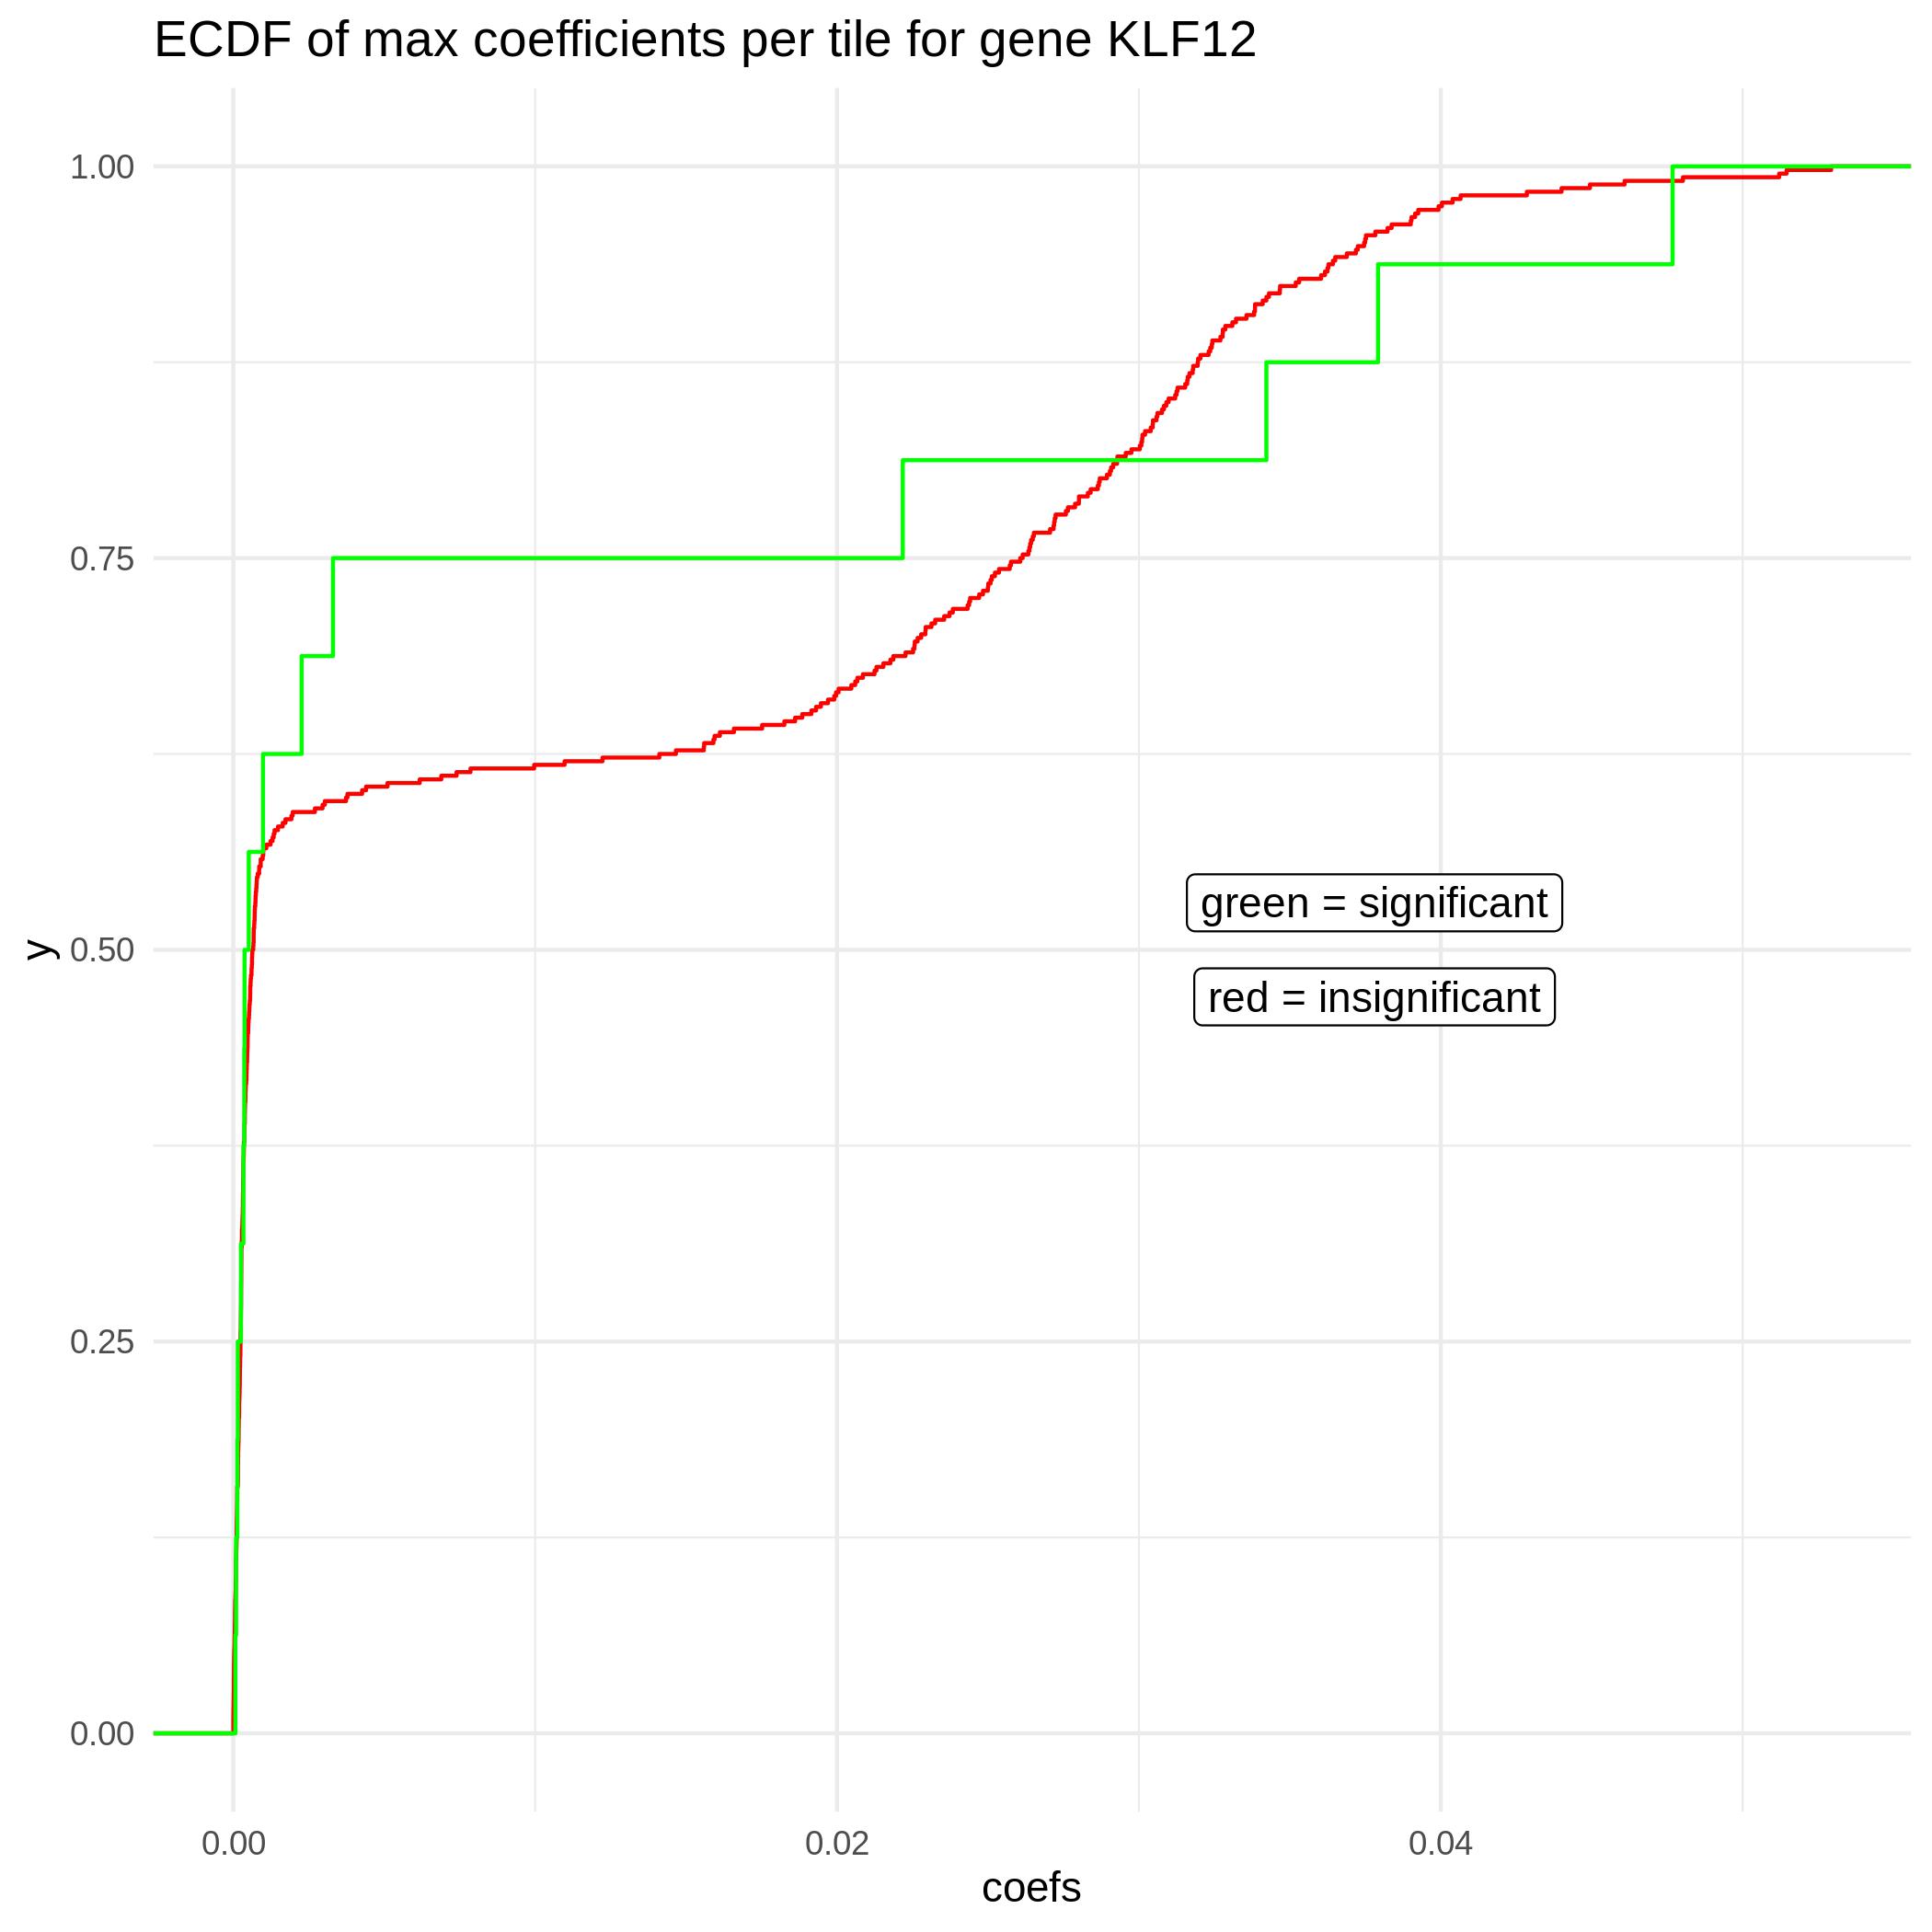 ECDF of max coefficients per tile for gene KLF12
1.00
0.75
0.50
0.25
0.00
y
green = significant
red = insignificant
0.00 0.02 0.04
coefs